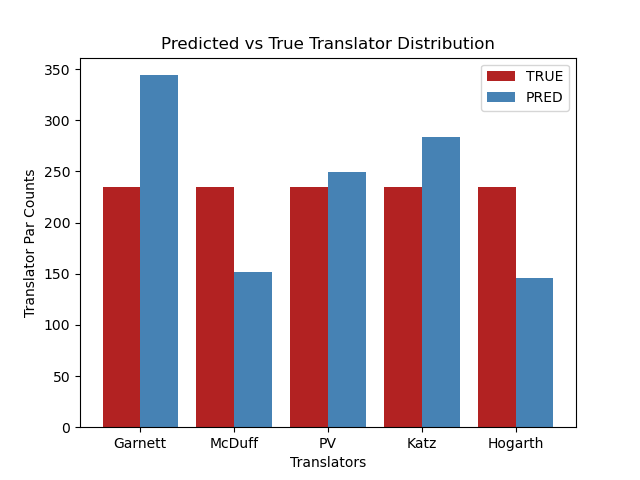 Predicted vs True Translator Distribution
TRUE
PRED
Translator Par Counts
350
300
250
200
150
100
50
0
Garnett McDuff PV Katz Hogarth
Translators